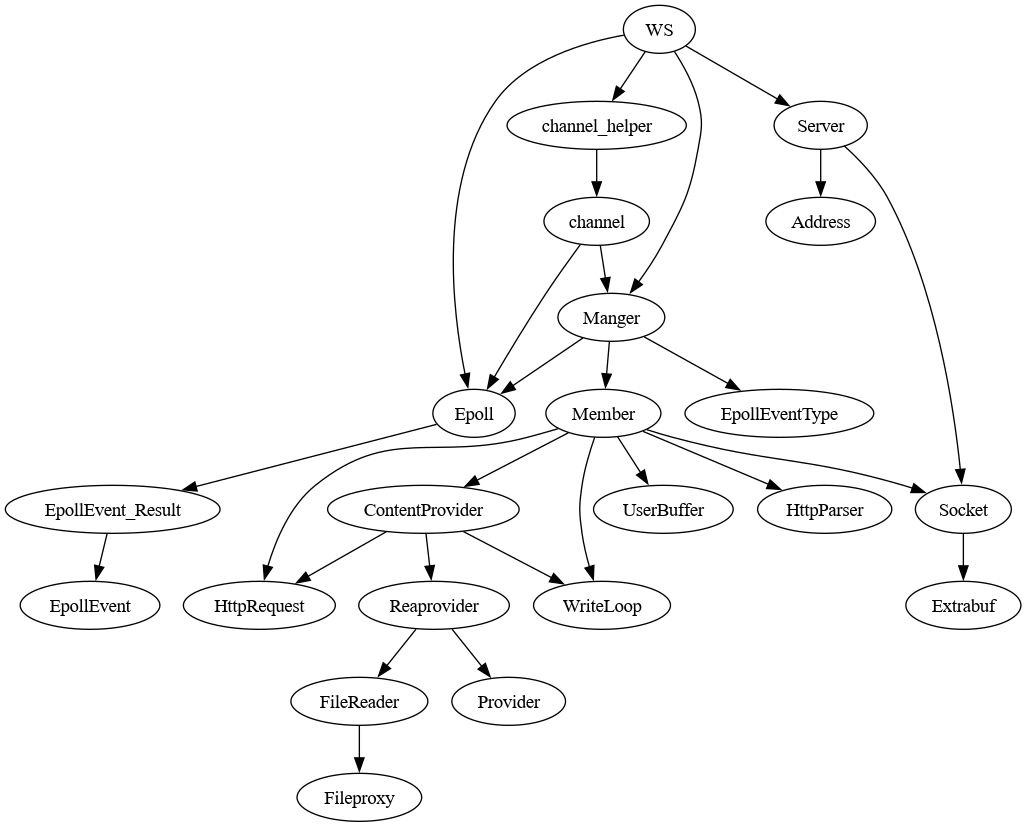 WS
channel_helper
Server
channel
Address
Manger
Epoll
Member
EpollEventType
EpollEvent_Result
ContentProvider
UserBuffer
HttpParser
Socket
EpollEvent
HttpRequest
Reaprovider
WriteLoop
Extrabuf
FileReader
Provider
Fileproxy